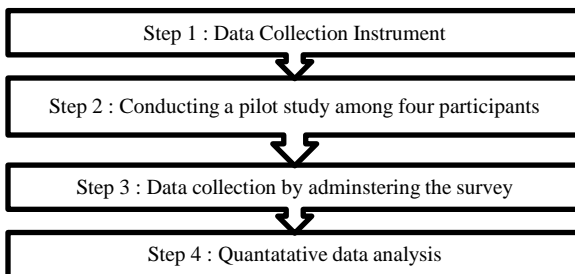 Step 1 : Data Collection Instrument
Step 2 : Conducting a pilot study among four participants
Step 3 : Data collection by adminstering the survey
Step 4 : Quantatative data analysis